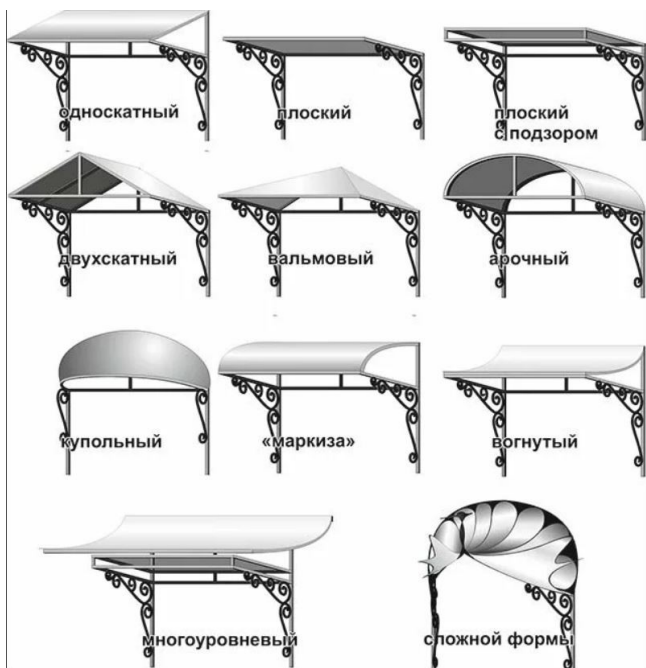 односкатный
плоский
плоский
с подзором
двухскатный
вальмовый
арочный
купольный
«маркиза»
вогнутый
многоуровневый
сложной формы